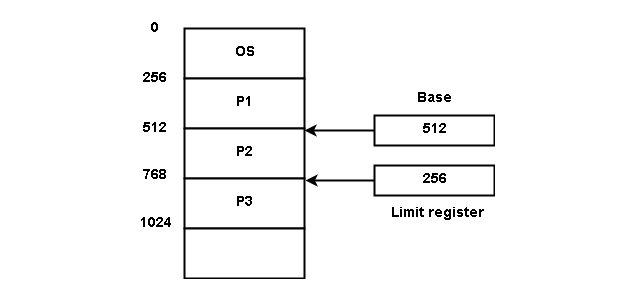 0
OS
256
P1
Base
512
512
P2
768
256
P3
Limit register
1024